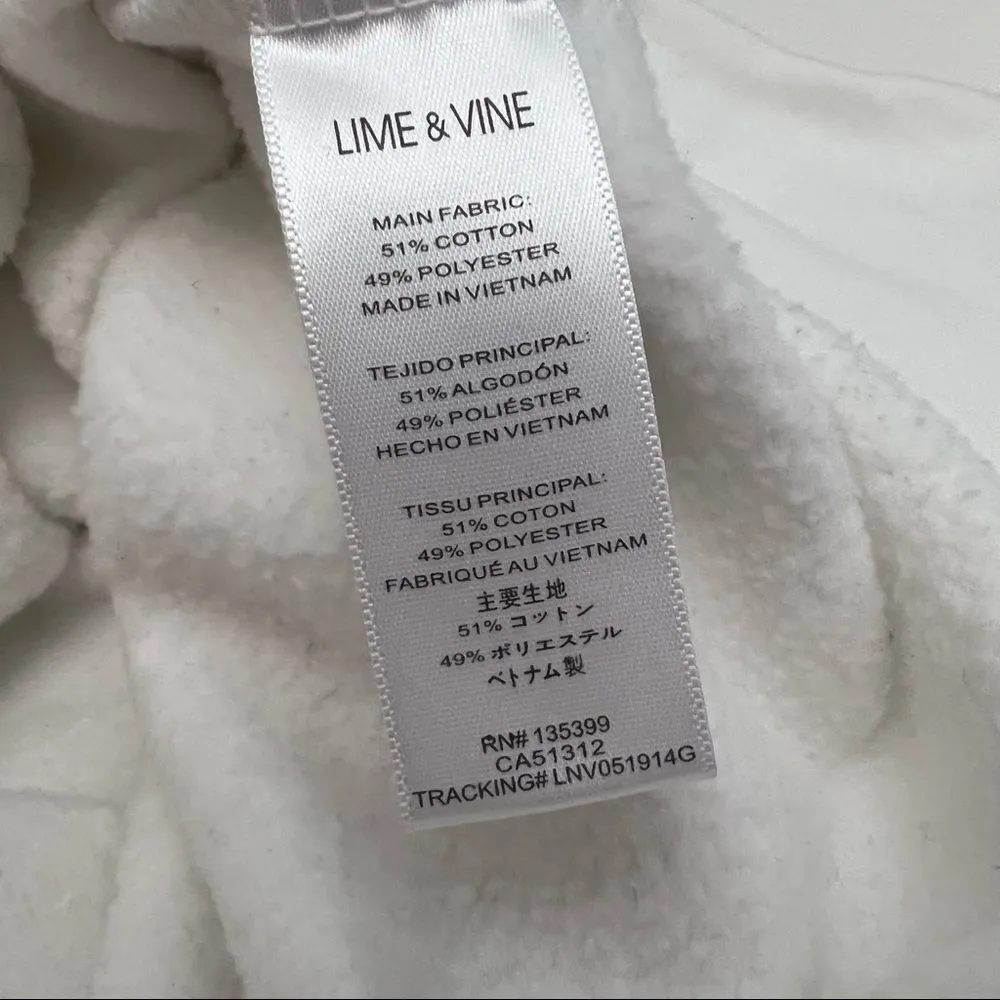 LIME & VINE
MAIN FABRIC:
51% COTTON
49% POLYESTER
MADE IN VIETNAM
TEJIDO PRINCIPAL:
51% ALGODÓN
49% POLIÉSTER
HECHO EN VIETNAM
TISSU PRINCIPAL:
51% COTON
49% POLYESTER
FABRIQUÉ AU VIETNAM
主要生地
51% コットン
49% ポリエステル
ベトナム製
RN# 135399
CA51312
TRACKING# LNV051914G